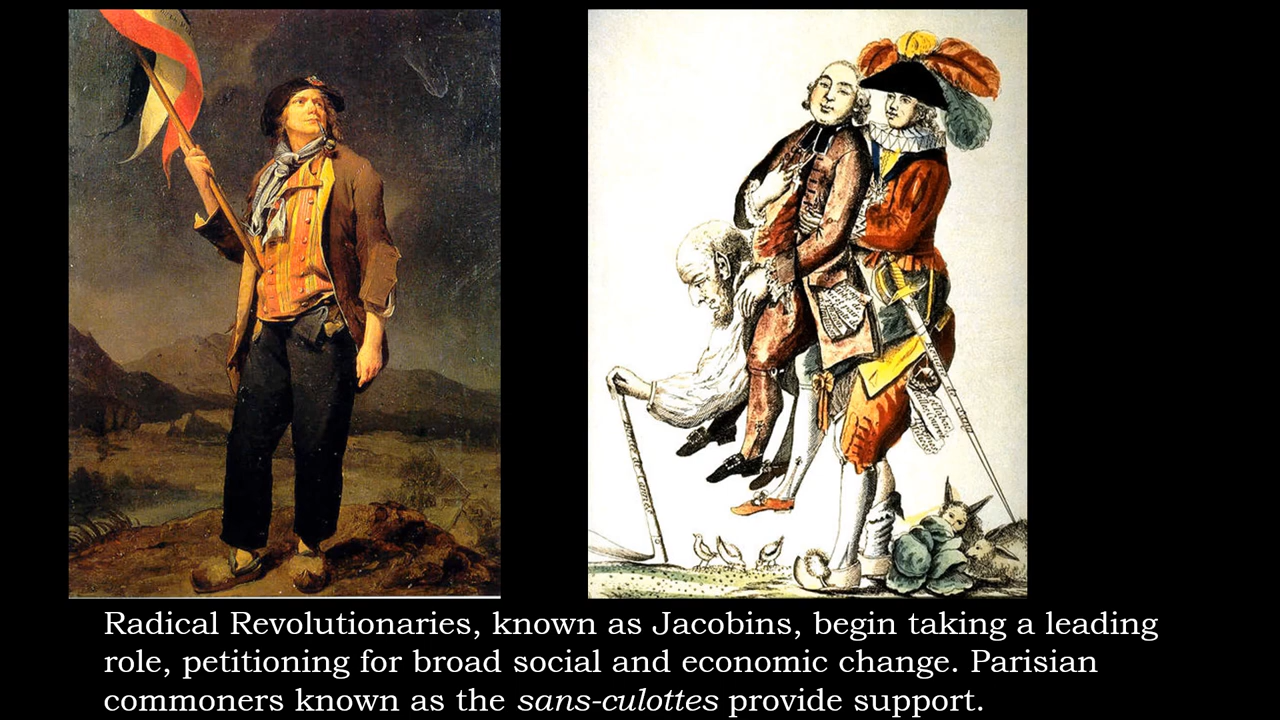 Radical Revolutionaries, known as Jacobins, begin taking a leading
role, petitioning for broad social and economic change. Parisian
commoners known as the sans-culottes provide support.